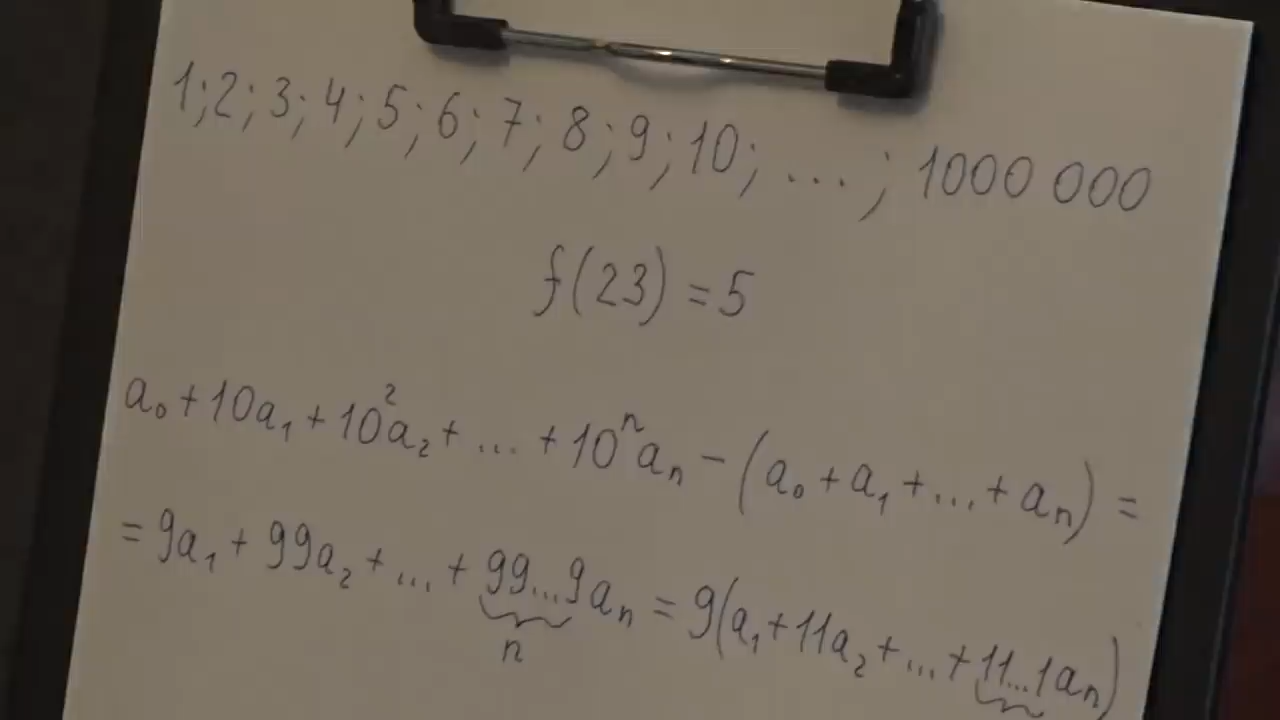 1; 2; 3; 4; 5; 6; 7; 8; 9; 10; ... ; 1000 000
f(23) = 5
a₀ + 10a₁ + 10²a₂ + ... + 10ⁿaₙ − (a₀ + a₁ + ... + aₙ) =
= 9a₁ + 99a₂ + ... + 99...9aₙ = 9(a₁ + 11a₂ + ... + 11...1aₙ)
n